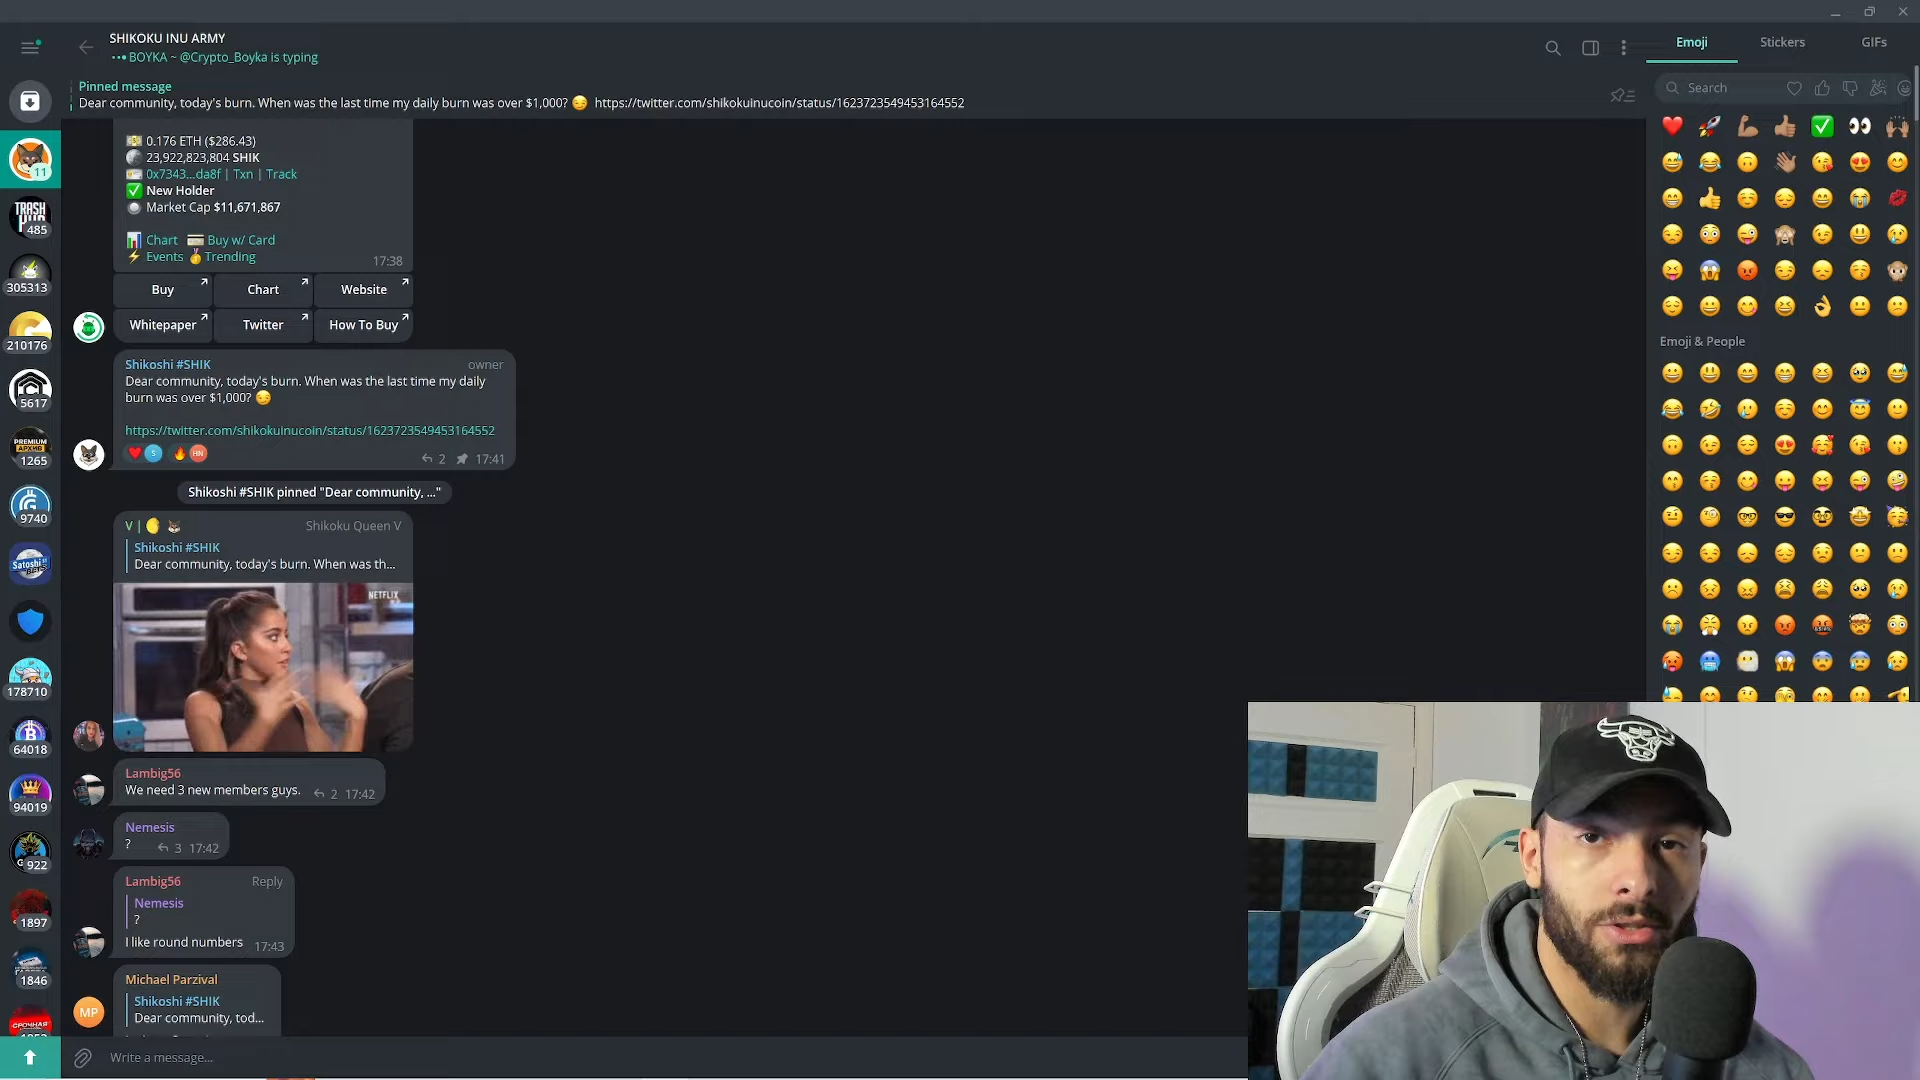 SHIKOKU INU ARMY
BOYKA ~ @Crypto_Boyka is typing
Pinned message
Dear community, today's burn. When was the last time my daily burn was over $1,000? 😏 https://twitter.com/shikokuinucoin/status/1623723549453164552
Emoji
Stickers
GIFs
Search
0.176 ETH ($286.43)
23,922,823,804 SHIK
0x7343...da8f | Txn | Track
✅ New Holder
Market Cap $11,671,867
Chart Buy w/ Card
Events Trending
17:38
Buy
Chart
Website
Whitepaper
Twitter
How To Buy
Shikoshi #SHIK
owner
Dear community, today's burn. When was the last time my daily
burn was over $1,000? 😏
https://twitter.com/shikokuinucoin/status/1623723549453164552
S
HN
2
17:41
Shikoshi #SHIK pinned "Dear community, ..."
V |
Shikoku Queen V
Shikoshi #SHIK
Dear community, today's burn. When was th...
NETFLIX
Lambig56
We need 3 new members guys.
2 17:42
Nemesis
?
3 17:42
Lambig56
Reply
Nemesis
?
I like round numbers
17:43
Michael Parzival
Shikoshi #SHIK
Dear community, tod...
MP
Write a message...
Emoji & People
11
TRASH
485
305313
210176
5617
PREMIUM
1265
9740
Satoshi
178710
64018
94019
922
1897
1846
СРОЧНАЯ